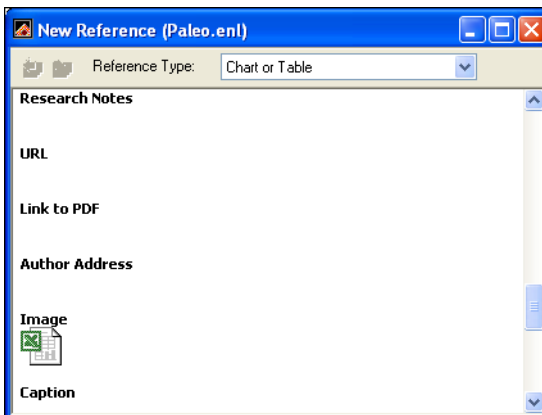 New Reference (Paleo.enl)
Reference Type: Chart or Table
Research Notes
URL
Link to PDF
Author Address
Image
Caption